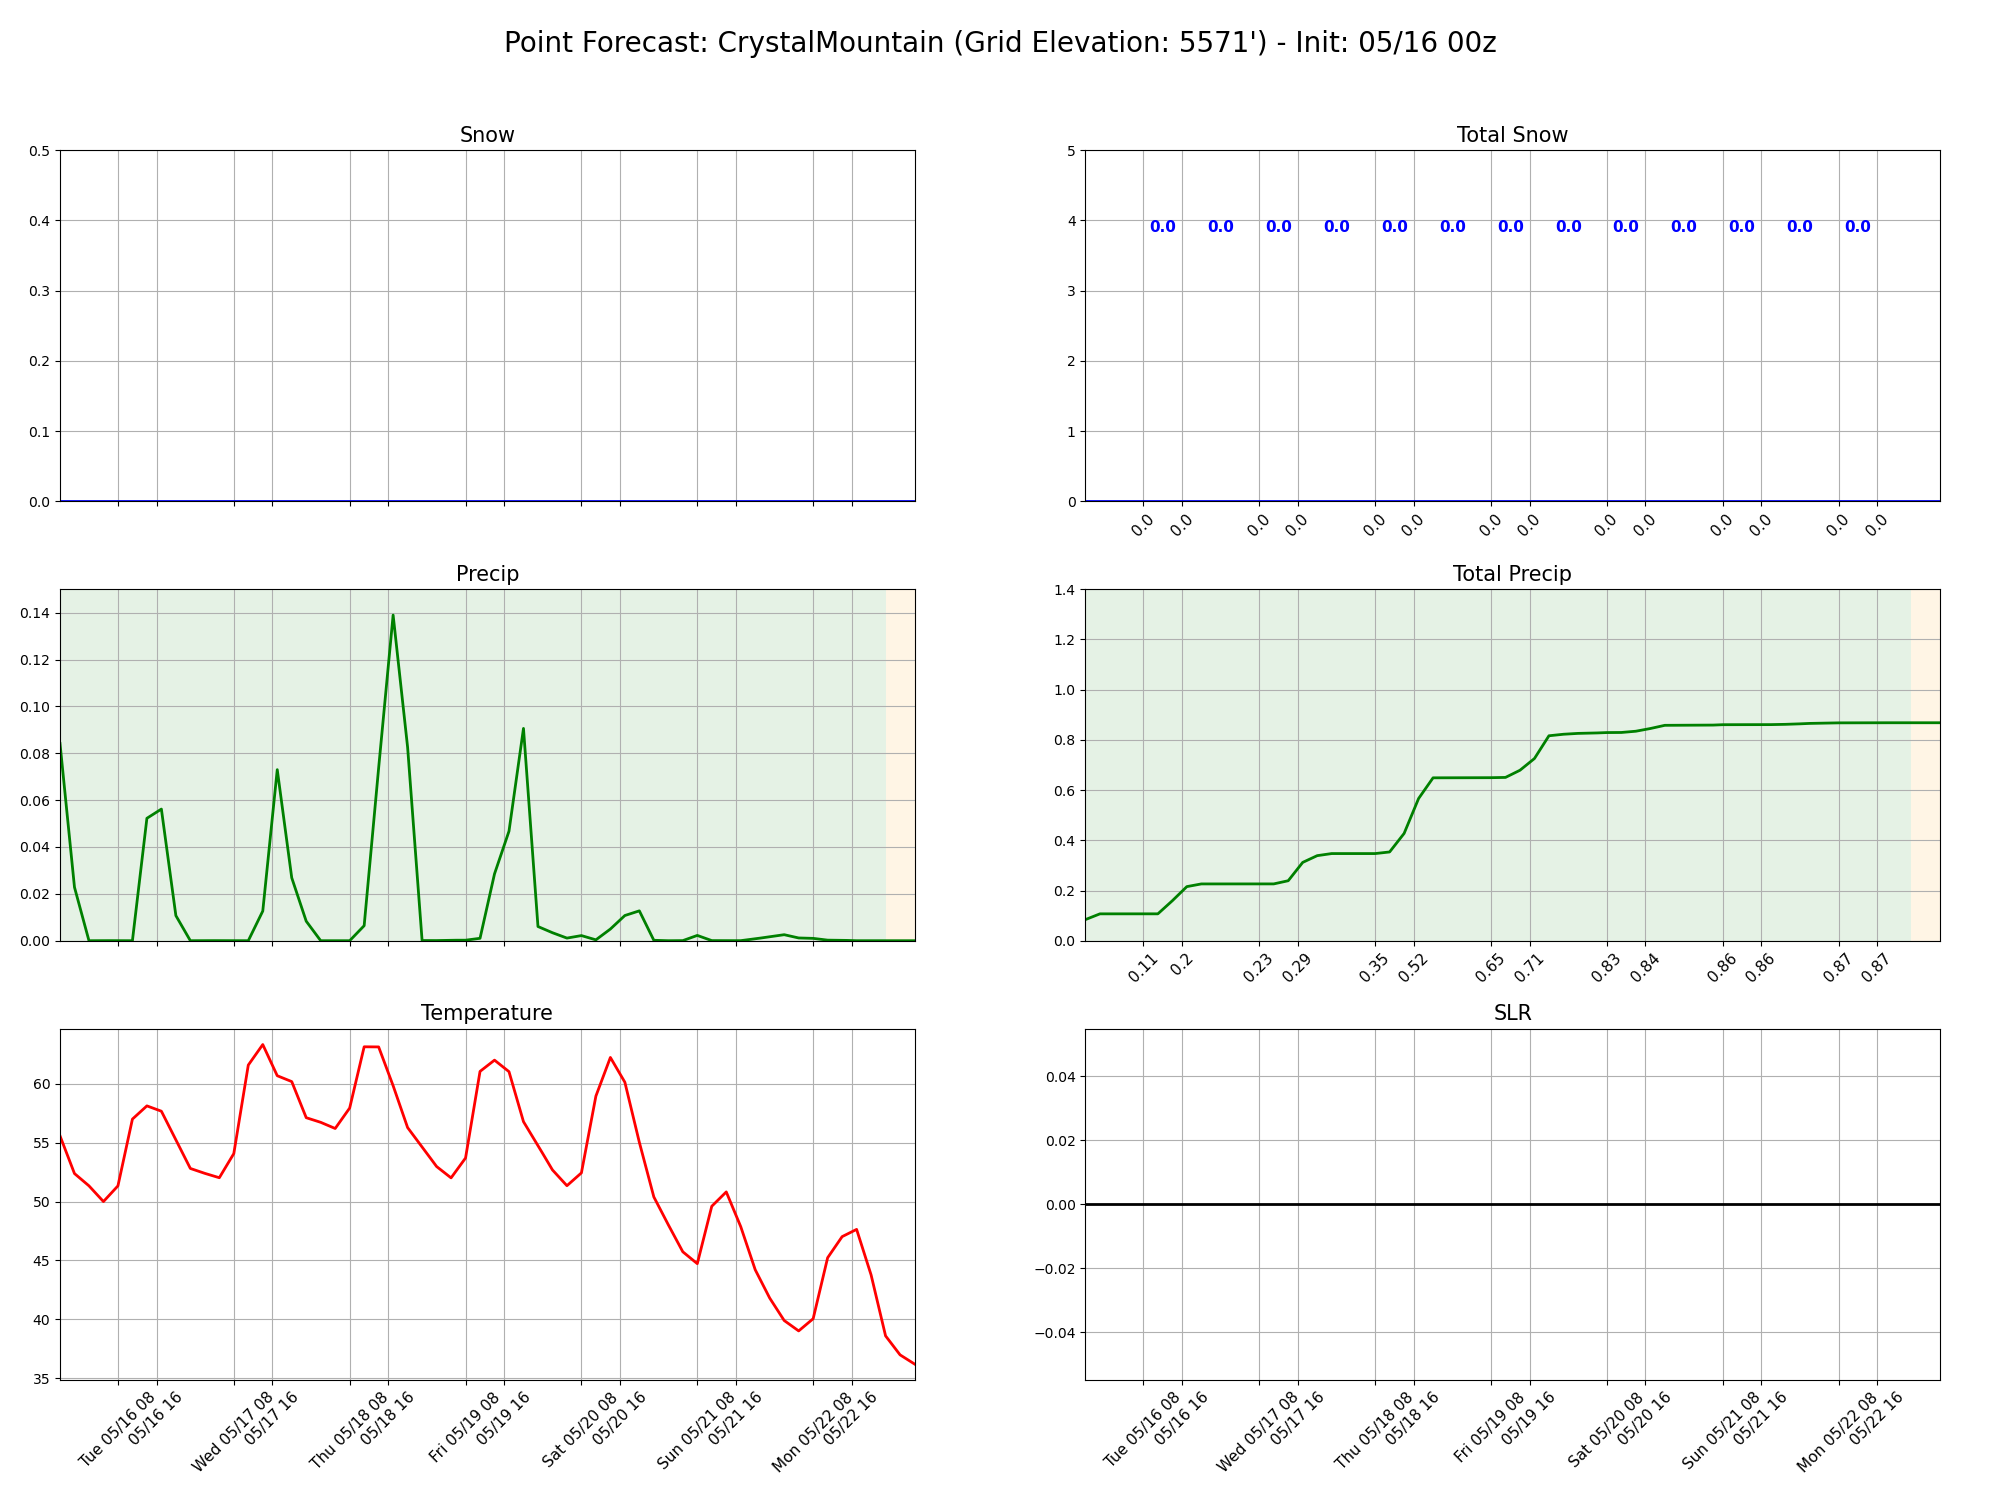 Point Forecast: CrystalMountain (Grid Elevation: 5571') - Init: 05/16 00z
Snow
0.5
0.4
0.3
0.2
0.1
0.0
Total Snow
5
4
3
2
1
0
0.0 0.0 0.0 0.0 0.0 0.0 0.0 0.0 0.0 0.0 0.0 0.0 0.0
0.0 0.0 0.0 0.0 0.0 0.0 0.0 0.0 0.0 0.0 0.0 0.0 0.0 0.0
Precip
0.14
0.12
0.10
0.08
0.06
0.04
0.02
0.00
Total Precip
1.4
1.2
1.0
0.8
0.6
0.4
0.2
0.0
0.11 0.2 0.23 0.29 0.35 0.52 0.65 0.71 0.83 0.84 0.86 0.86 0.87 0.87
Temperature
60
55
50
45
40
35
Tue 05/16 08
05/16 16
Wed 05/17 08
05/17 16
Thu 05/18 08
05/18 16
Fri 05/19 08
05/19 16
Sat 05/20 08
05/20 16
Sun 05/21 08
05/21 16
Mon 05/22 08
05/22 16
SLR
0.04
0.02
0.00
−0.02
−0.04
Tue 05/16 08
05/16 16
Wed 05/17 08
05/17 16
Thu 05/18 08
05/18 16
Fri 05/19 08
05/19 16
Sat 05/20 08
05/20 16
Sun 05/21 08
05/21 16
Mon 05/22 08
05/22 16